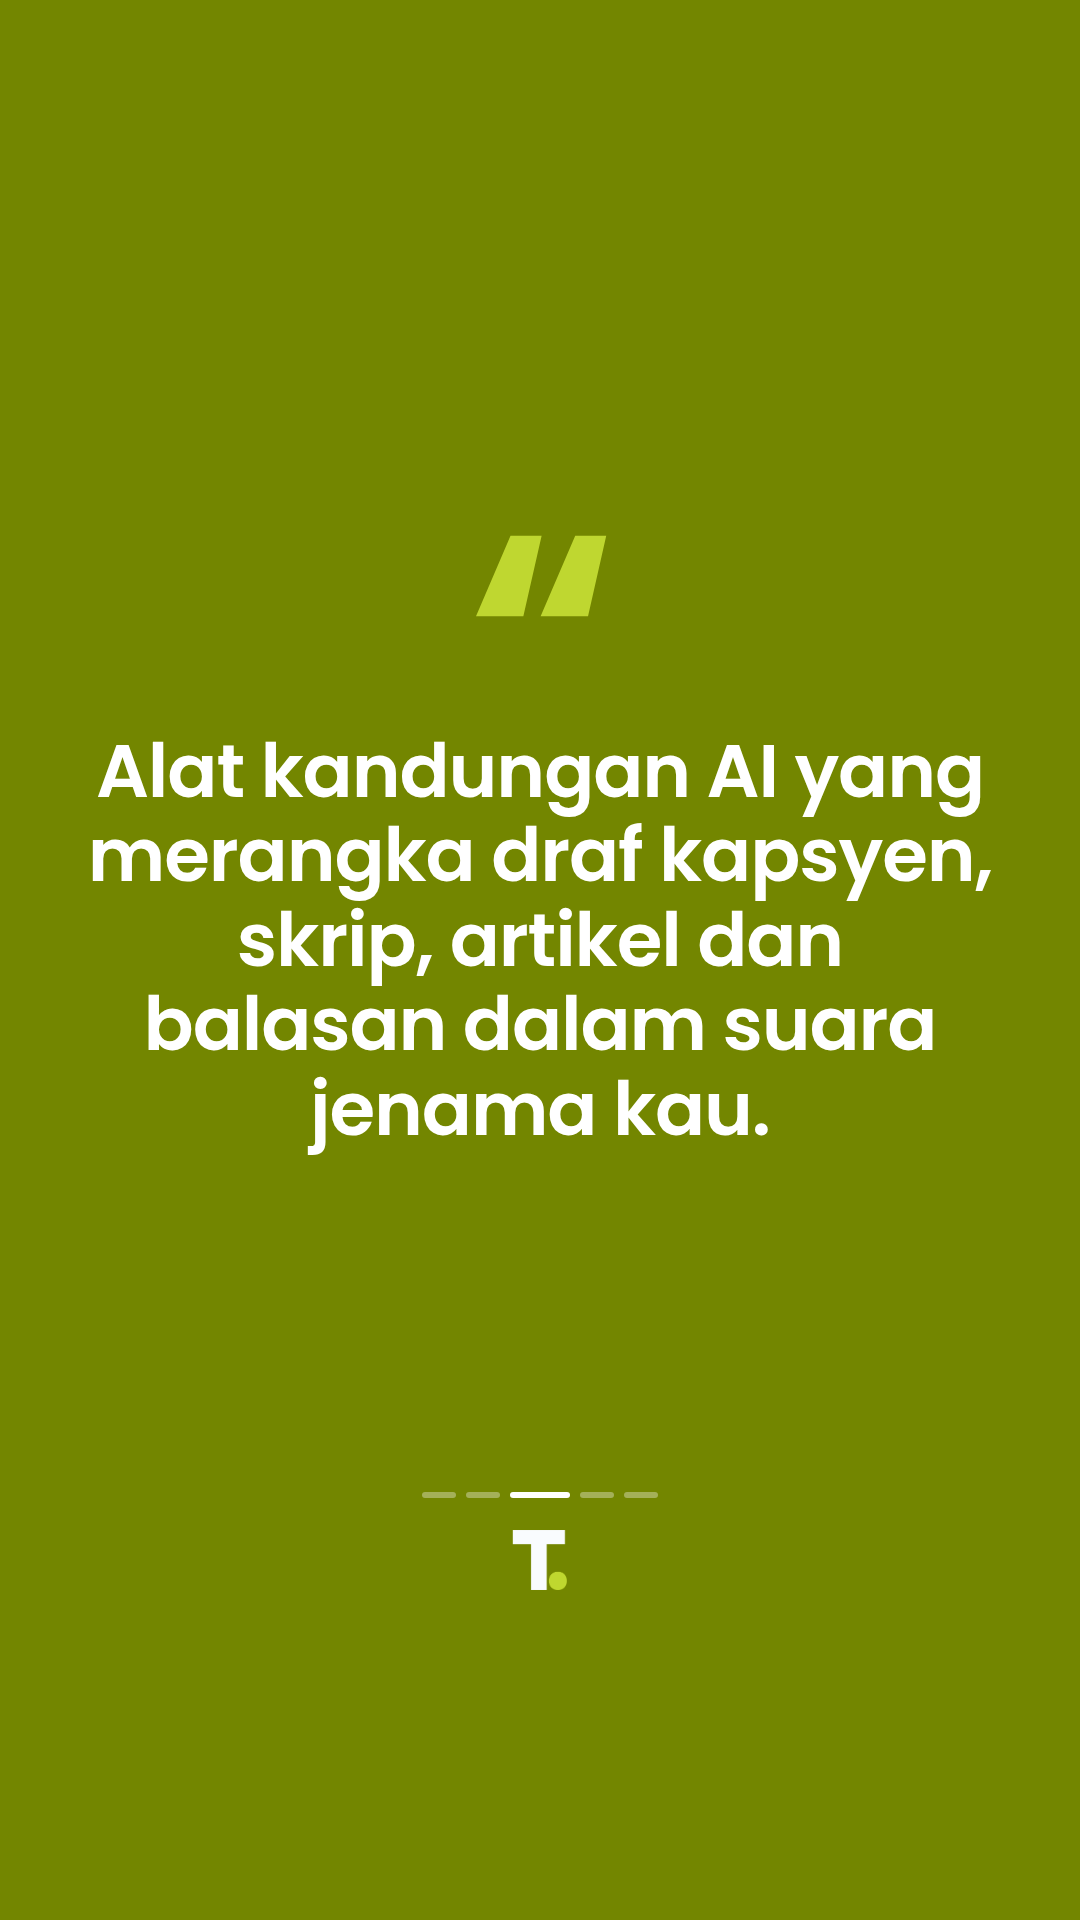 “
Alat kandungan AI yang
merangka draf kapsyen,
skrip, artikel dan
balasan dalam suara
jenama kau.
T.